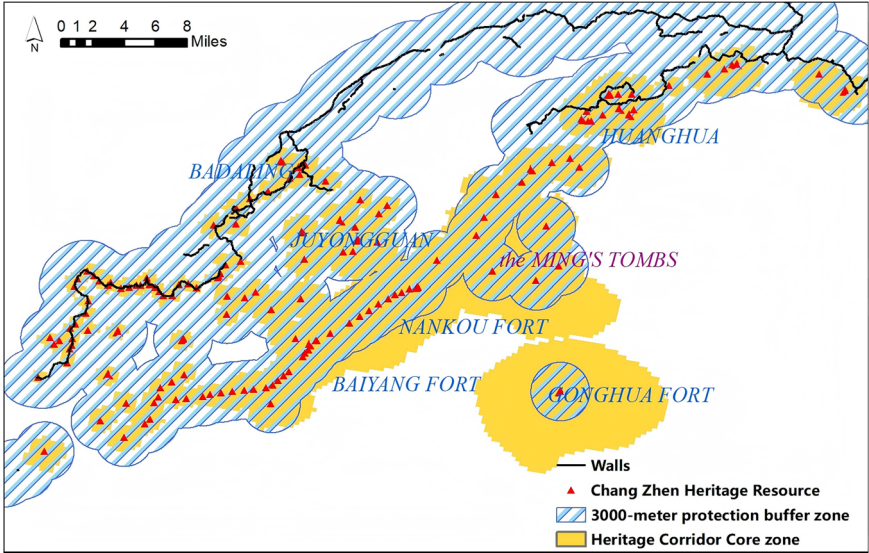 0 1 2 4 6 8
Miles
N
HUANGHUA
BADALING
JUYONGGUAN
the MING'S TOMBS
NANKOU FORT
BAIYANG FORT
GONGHUA FORT
Walls
Chang Zhen Heritage Resource
3000-meter protection buffer zone
Heritage Corridor Core zone